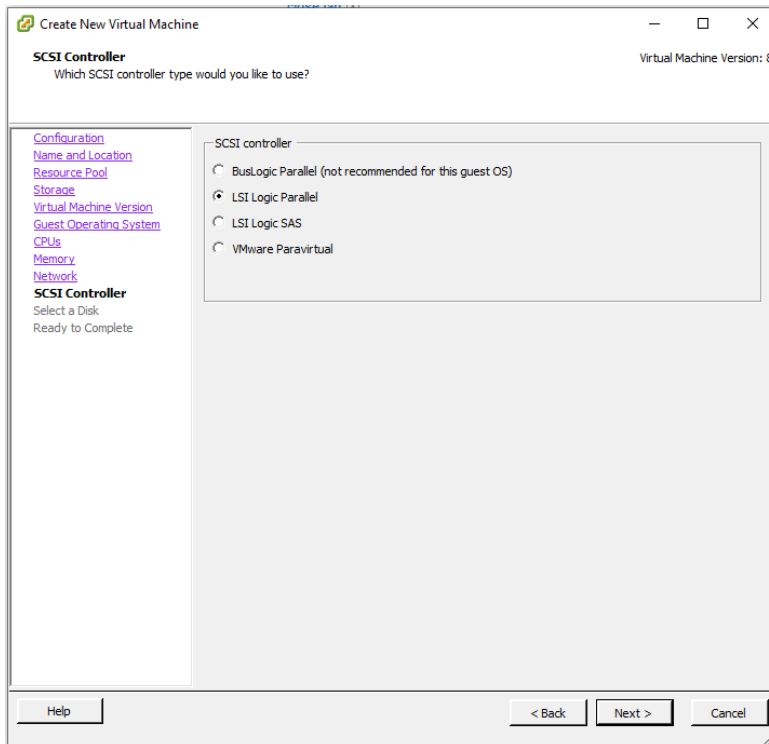 Create New Virtual Machine
SCSI Controller
Which SCSI controller type would you like to use?
Virtual Machine Version: 8
Configuration
Name and Location
Resource Pool
Storage
Virtual Machine Version
Guest Operating System
CPUs
Memory
Network
SCSI Controller
Select a Disk
Ready to Complete
SCSI controller
BusLogic Parallel (not recommended for this guest OS)
LSI Logic Parallel
LSI Logic SAS
VMware Paravirtual
Help
< Back
Next >
Cancel